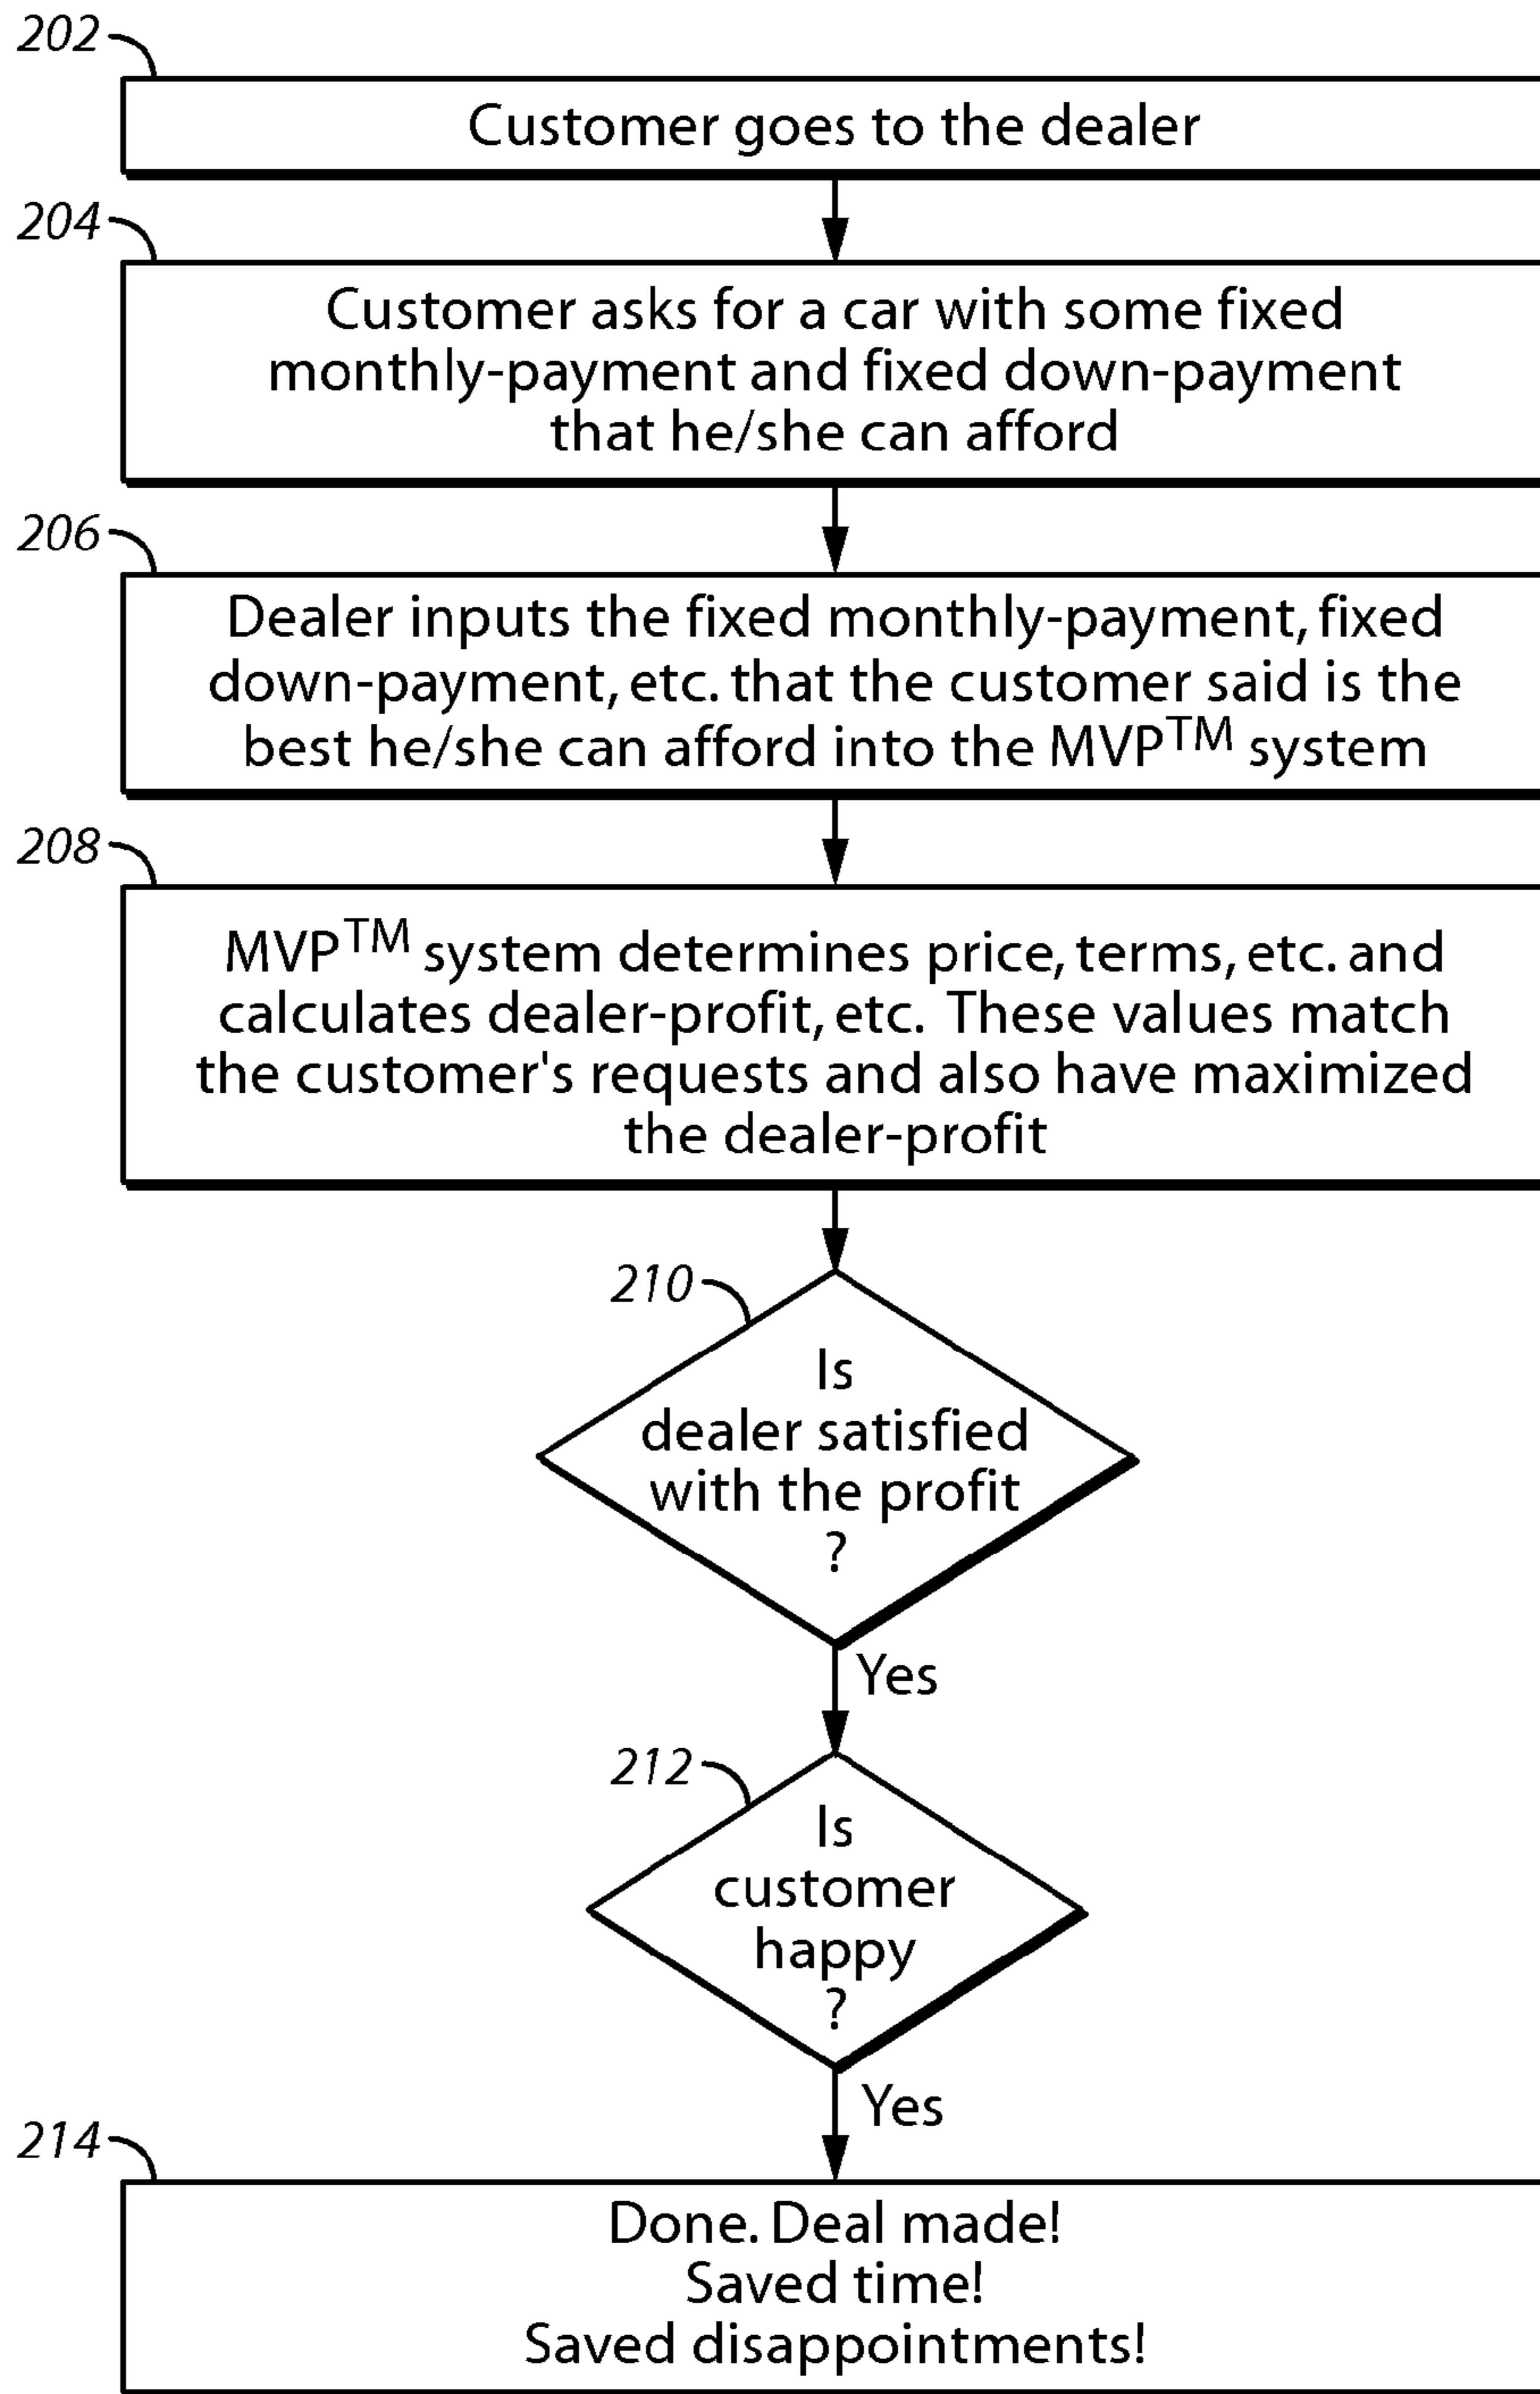 202
Customer goes to the dealer
204
Customer asks for a car with some fixed
monthly-payment and fixed down-payment
that he/she can afford
206
Dealer inputs the fixed monthly-payment, fixed
down-payment, etc. that the customer said is the
best he/she can afford into the MVP™ system
208
MVP™ system determines price, terms, etc. and
calculates dealer-profit, etc. These values match
the customer's requests and also have maximized
the dealer-profit
210
Is
dealer satisfied
with the profit
?
Yes
212
Is
customer
happy
?
Yes
214
Done. Deal made!
Saved time!
Saved disappointments!